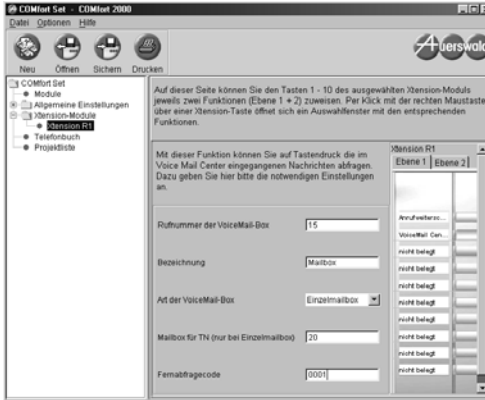 COMfort Set - COMfort 2000
Datei Optionen Hilfe
Neu Öffnen Sichern Drucken
Auerswald
COMfort Set
Module
Allgemeine Einstellungen
Xtension-Module
Xtension R1
Telefonbuch
Projektliste
Auf dieser Seite können Sie den Tasten 1 - 10 des ausgewählten Xtension-Moduls
jeweils zwei Funktionen (Ebene 1 + 2) zuweisen. Per Klick mit der rechten Maustaste
über einer Xtension-Taste öffnet sich ein Auswahlfenster mit den entsprechenden
Funktionen.
Mit dieser Funktion können Sie auf Tastendruck die im
Voice Mail Center eingegangenen Nachrichten abfragen.
Dazu geben Sie hier bitte die notwendigen Einstellungen
an.
Rufnummer der VoiceMail-Box 15
Bezeichnung Mailbox
Art der VoiceMail-Box Einzelmailbox
Mailbox für TN (nur bei Einzelmailbox) 20
Fernabfragecode 0001
Xtension R1
Ebene 1 Ebene 2
Anrufweiters...
VoiceMail Cen...
nicht belegt
nicht belegt
nicht belegt
nicht belegt
nicht belegt
nicht belegt
nicht belegt
nicht belegt